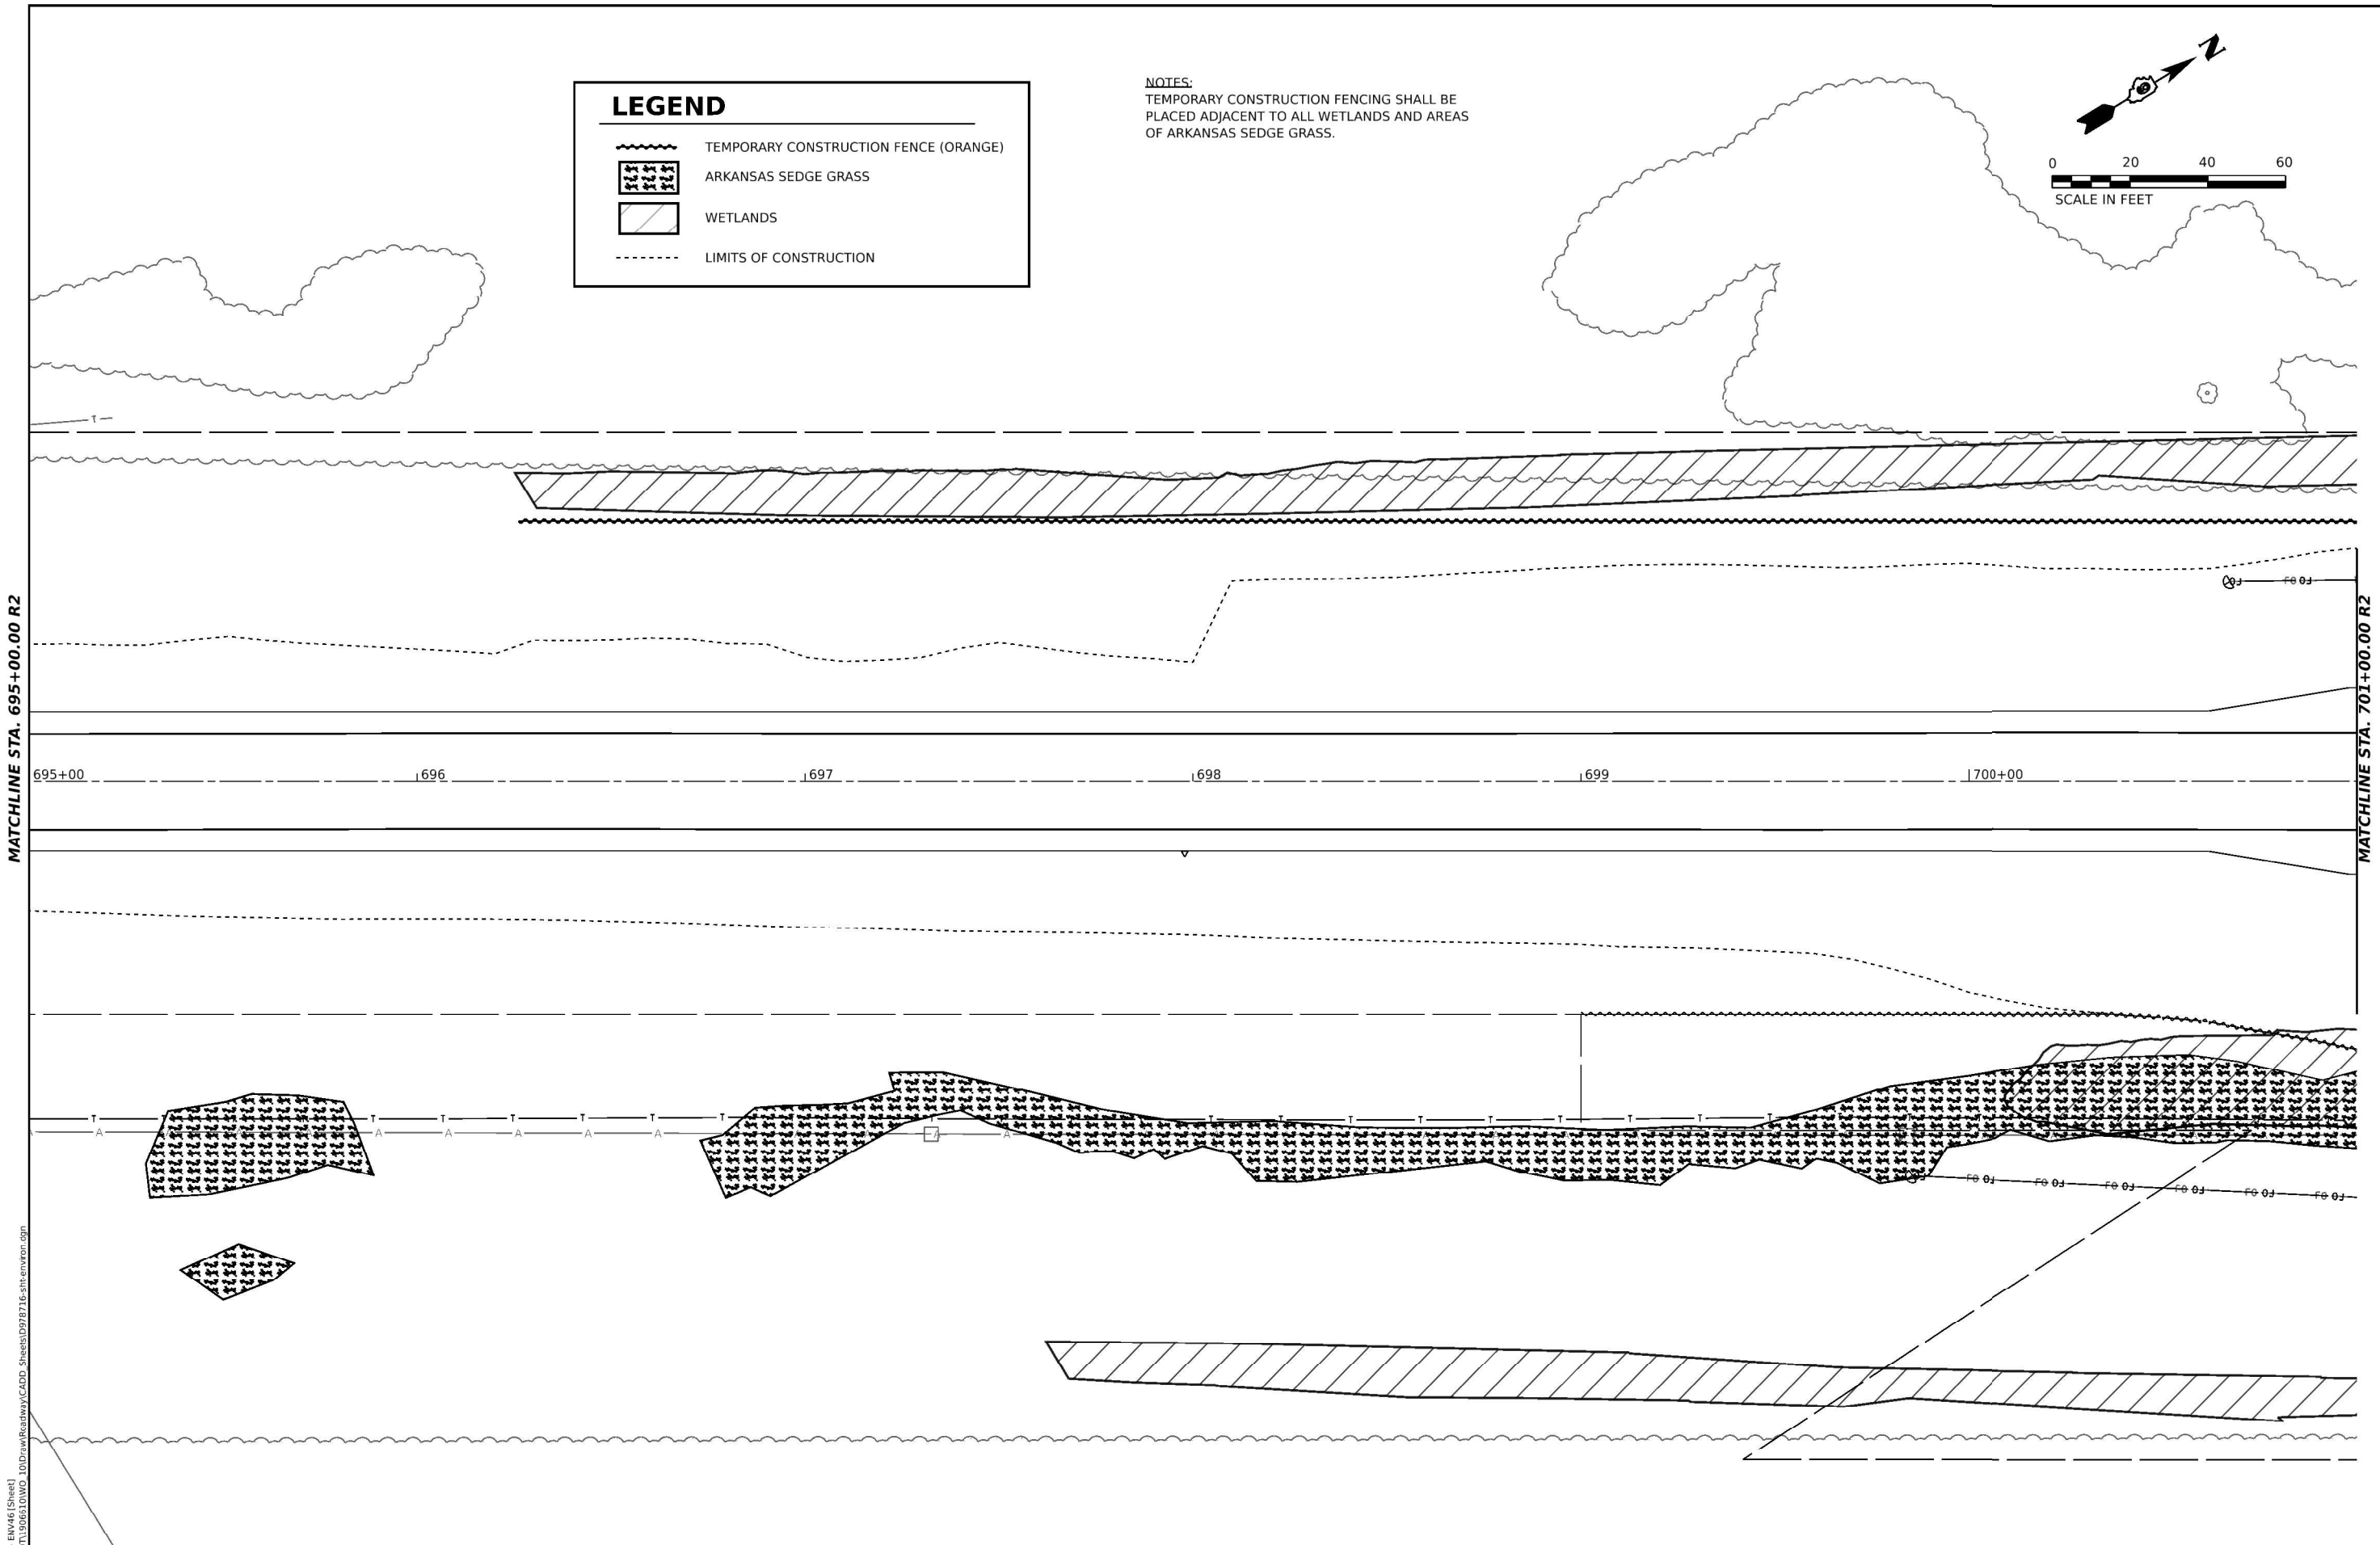 LEGEND
TEMPORARY CONSTRUCTION FENCE (ORANGE)
ARKANSAS SEDGE GRASS
WETLANDS
LIMITS OF CONSTRUCTION
NOTES:
TEMPORARY CONSTRUCTION FENCING SHALL BE
PLACED ADJACENT TO ALL WETLANDS AND AREAS
OF ARKANSAS SEDGE GRASS.
N
0 20 40 60
SCALE IN FEET
T
MATCHLINE STA. 695+00.00 R2
MATCHLINE STA. 701+00.00 R2
695+00 696 697 698 699 700+00
T T T T T T T T T T T T T T T
A A A A A A A A A
ENV46 [Sheet]